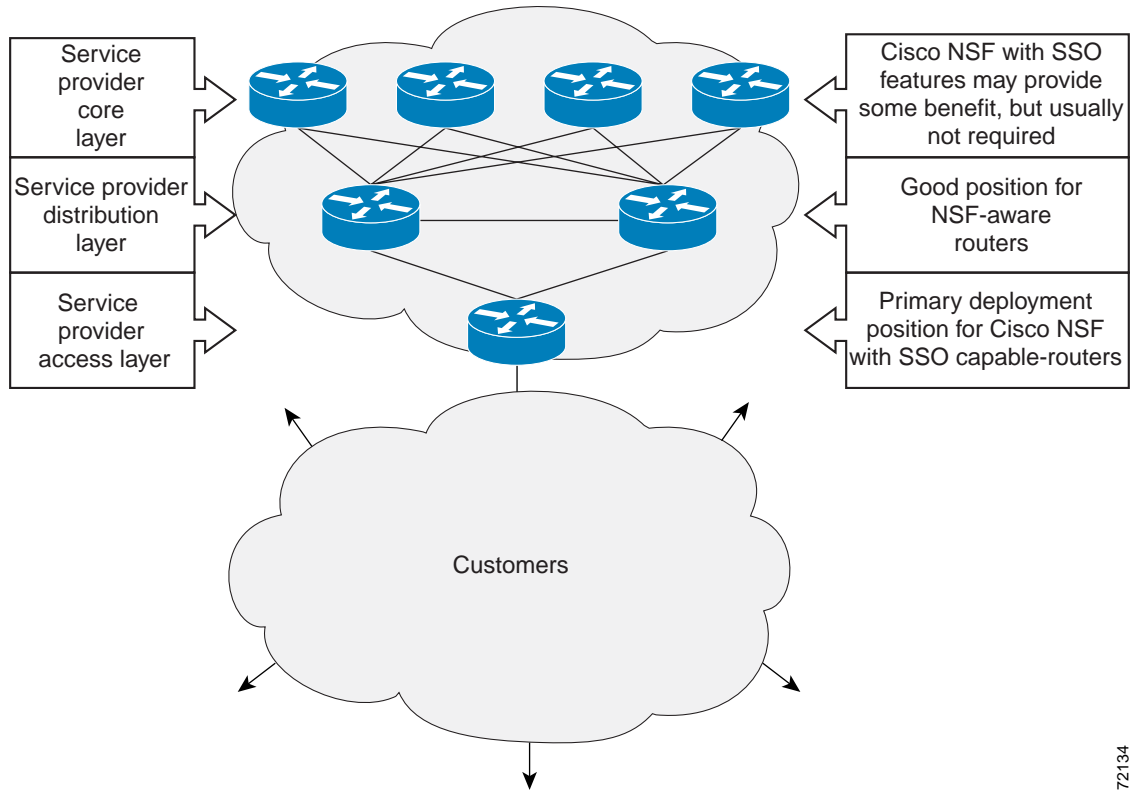 Service
provider
core
layer
Cisco NSF with SSO
features may provide
some benefit, but usually
not required
Service provider
distribution
layer
Good position for
NSF-aware
routers
Service
provider
access layer
Primary deployment
position for Cisco NSF
with SSO capable-routers
Customers
72134